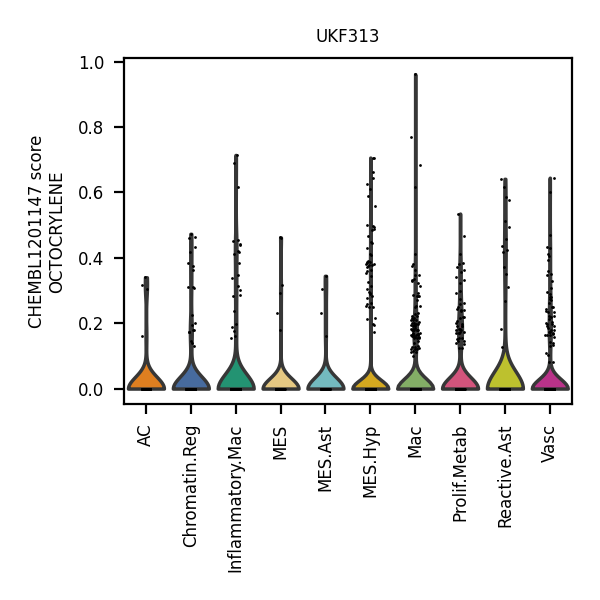 UKF313
CHEMBL1201147 score
OCTOCRYLENE
1.0
0.8
0.6
0.4
0.2
0.0
AC
Chromatin.Reg
Inflammatory.Mac
MES
MES.Ast
MES.Hyp
Mac
Prolif.Metab
Reactive.Ast
Vasc